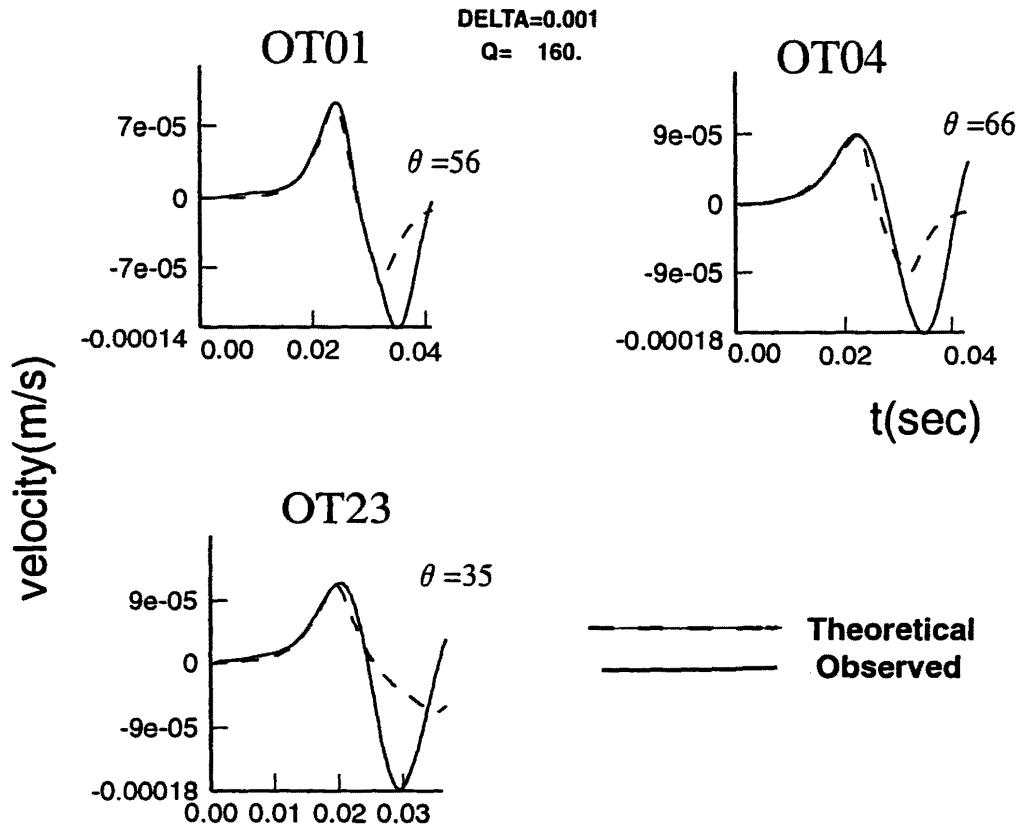 DELTA=0.001
Q= 160.
OT01
7e-05
0
-7e-05
-0.00014
0.00 0.02 0.04
θ =56
OT04
9e-05
0
-9e-05
-0.00018
0.00 0.02 0.04
θ =66
t(sec)
velocity(m/s)
OT23
9e-05
0
-9e-05
-0.00018
0.00 0.01 0.02 0.03
θ =35
Theoretical
Observed